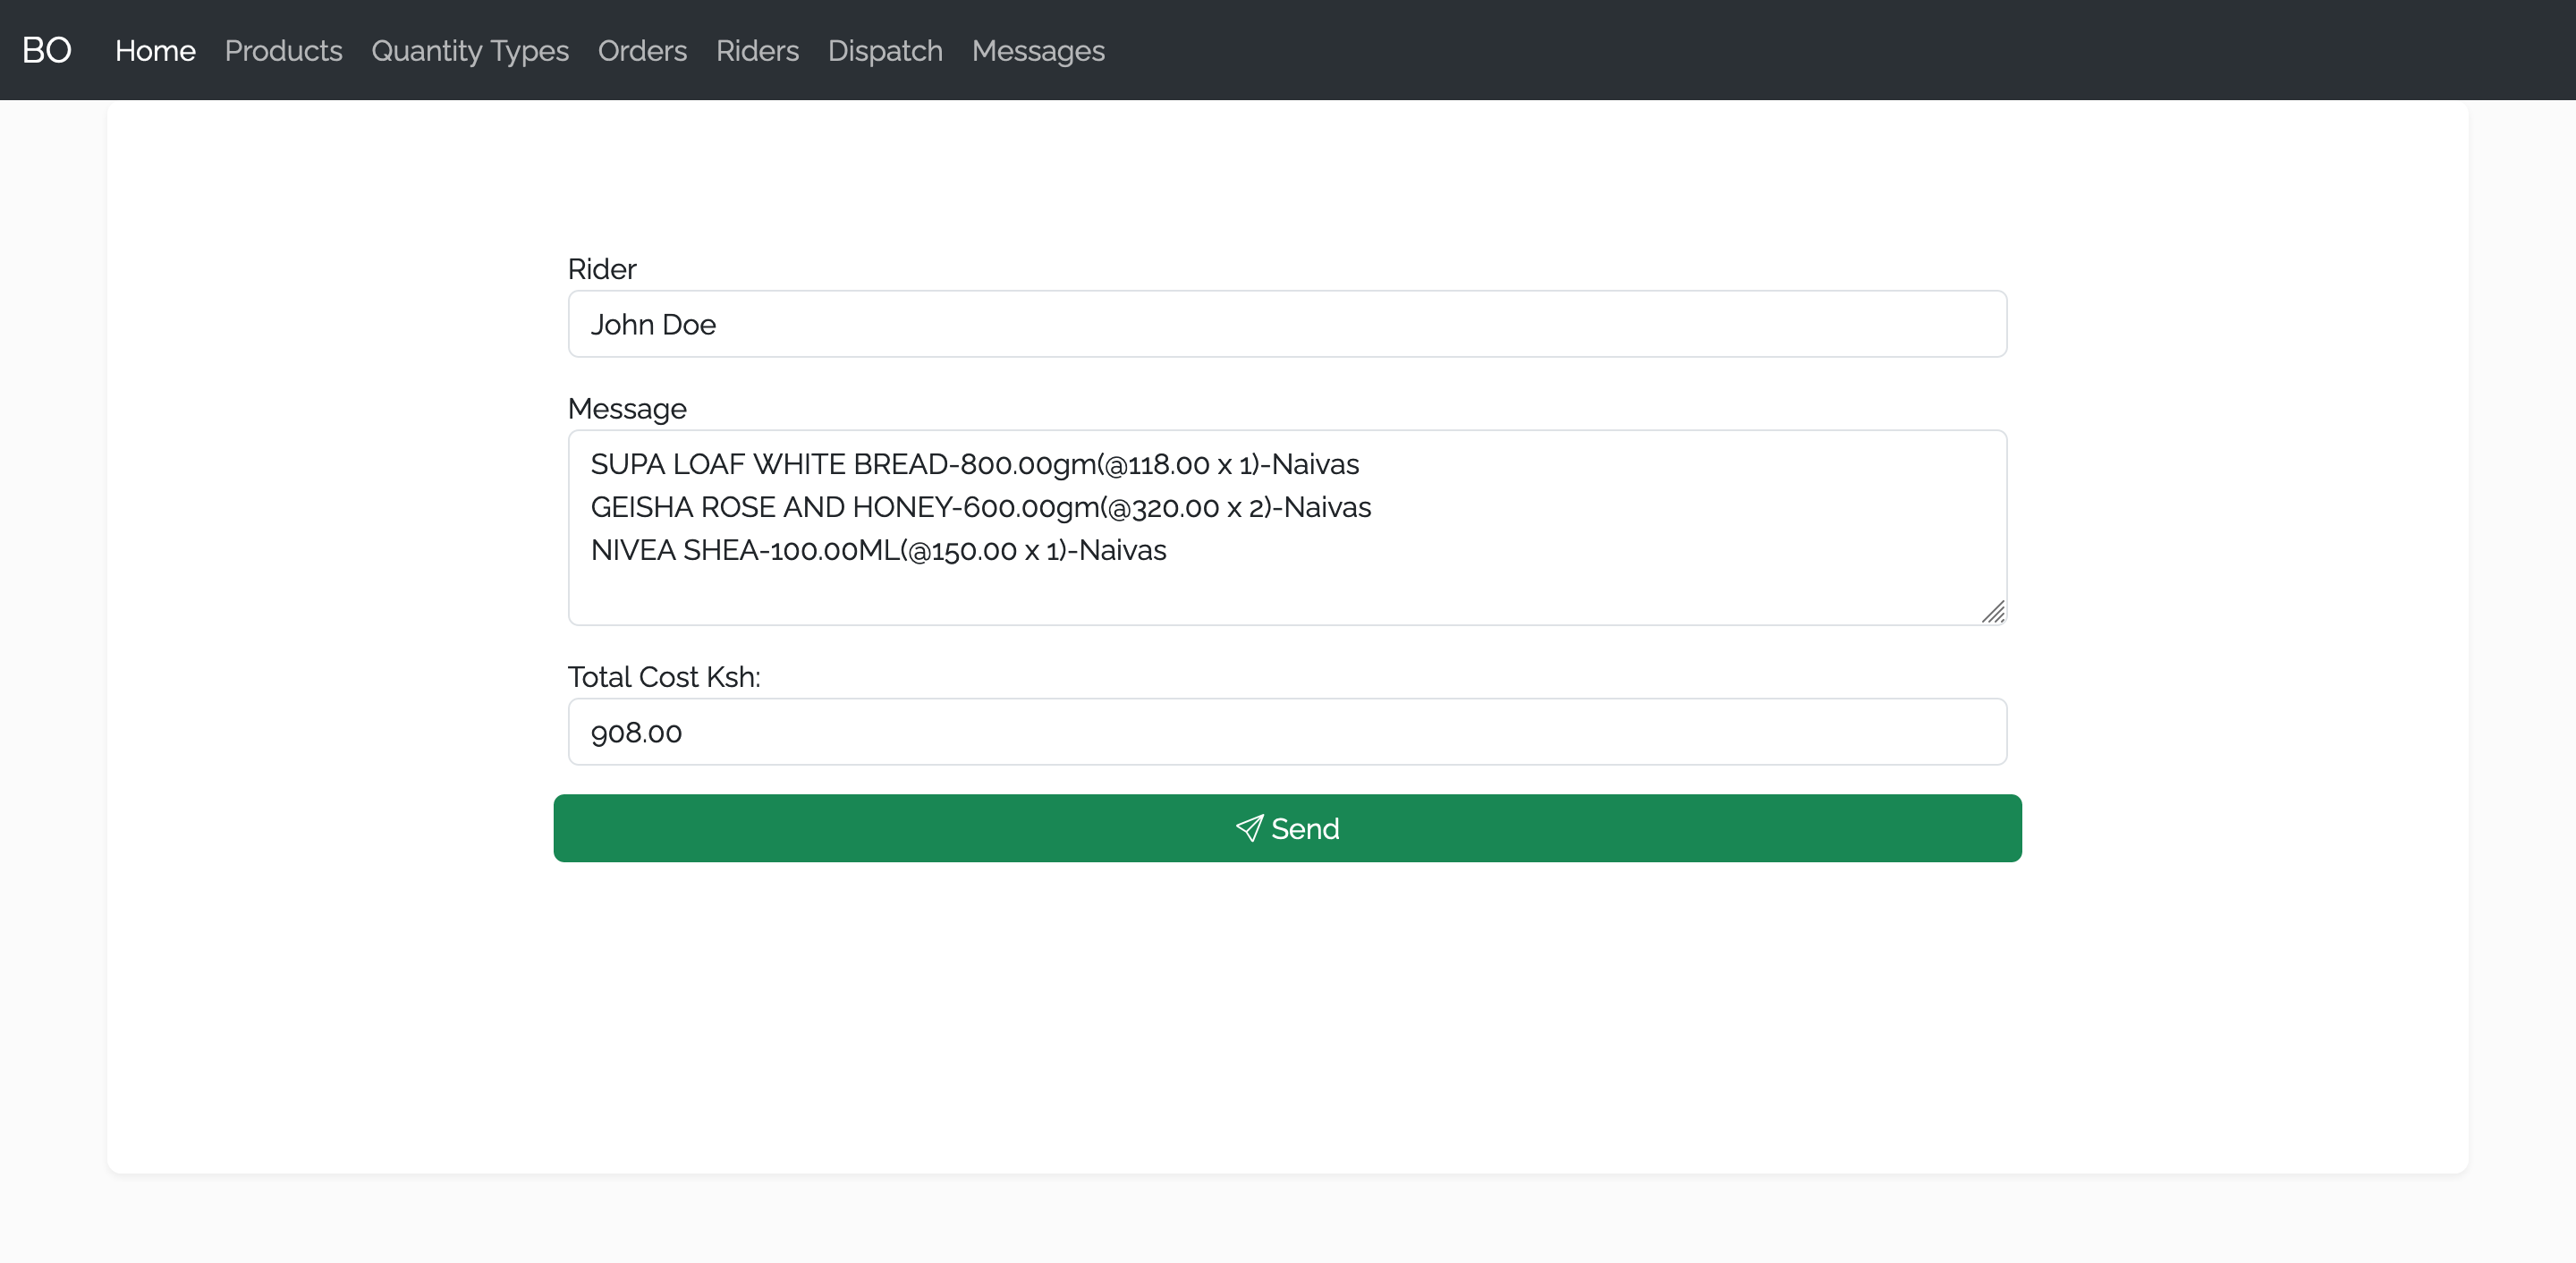 BO Home Products Quantity Types Orders Riders Dispatch Messages
Rider
John Doe
Message
SUPA LOAF WHITE BREAD-800.00gm(@118.00 x 1)-Naivas
GEISHA ROSE AND HONEY-600.00gm(@320.00 x 2)-Naivas
NIVEA SHEA-100.00ML(@150.00 x 1)-Naivas
Total Cost Ksh:
908.00
Send